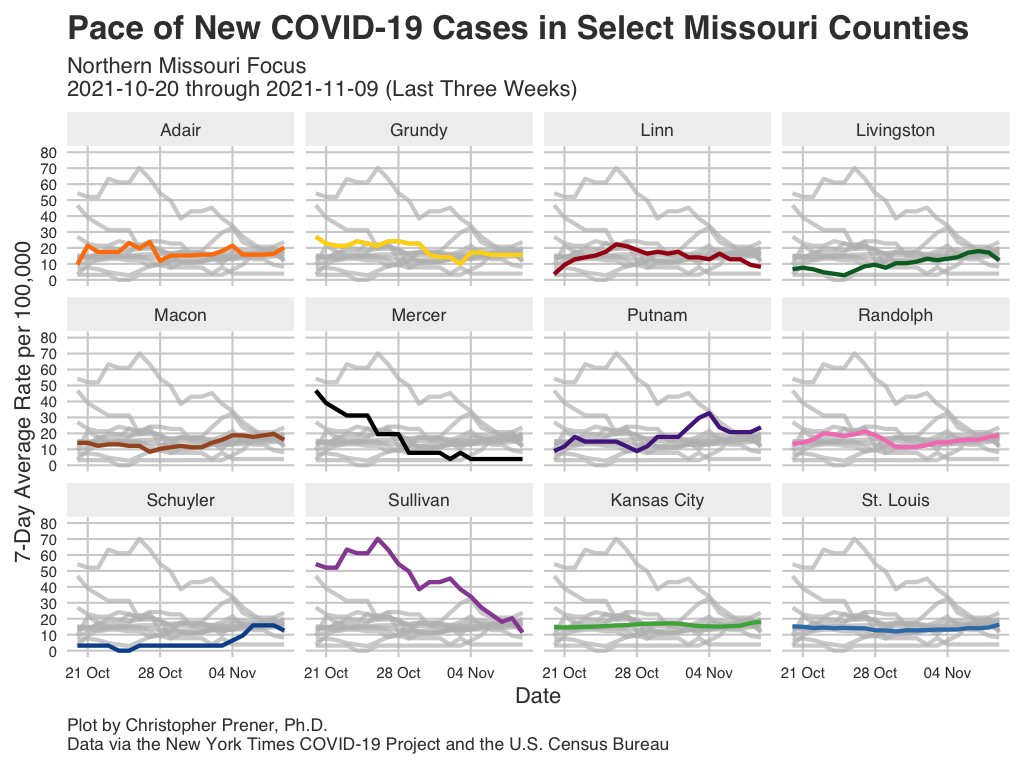 Pace of New COVID-19 Cases in Select Missouri Counties
Northern Missouri Focus
2021-10-20 through 2021-11-09 (Last Three Weeks)
7-Day Average Rate per 100,000
Adair Grundy Linn Livingston
80
70
60
50
40
30
20
10
0
Macon Mercer Putnam Randolph
80
70
60
50
40
30
20
10
0
Schuyler Sullivan Kansas City St. Louis
80
70
60
50
40
30
20
10
0
21 Oct 28 Oct 04 Nov 21 Oct 28 Oct 04 Nov 21 Oct 28 Oct 04 Nov 21 Oct 28 Oct 04 Nov
Date
Plot by Christopher Prener, Ph.D.
Data via the New York Times COVID-19 Project and the U.S. Census Bureau